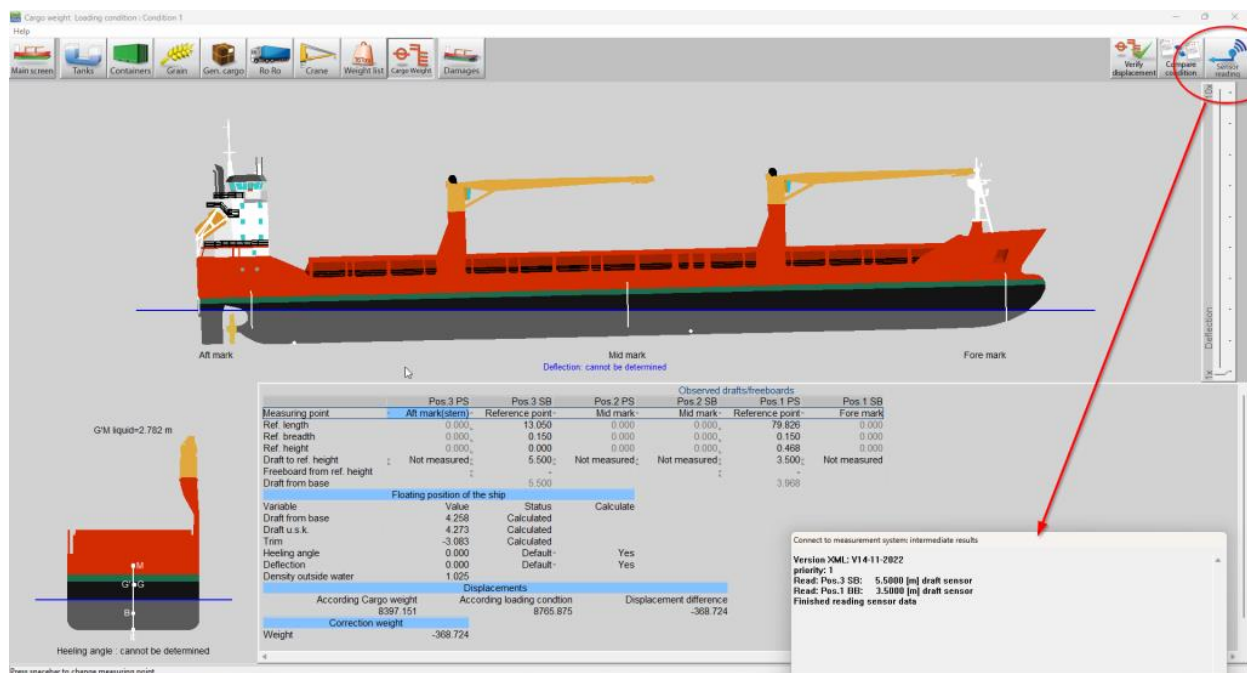 Cargo weight Loading condition : Condition 1
Help
Main screen Tanks Containers Grain Gen. cargo Ro Ro Crane Weight list Cargo Weight Damages Verify displacement Compare condition Sensor reading
10x
Deflection
1x
Aft mark Mid mark Fore mark
Deflection: cannot be determined
Observed drafts/freeboards
Pos.3 PS Pos.3 SB Pos.2 PS Pos.2 SB Pos.1 PS Pos.1 SB
Measuring point Aft mark(stern) Reference point Mid mark Mid mark Reference point Fore mark
Ref. length 0.000 13.050 0.000 0.000 79.826 0.000
Ref. breadth 0.000 0.150 0.000 0.000 0.150 0.000
Ref. height 0.000 0.000 0.000 0.000 0.468 0.000
Draft to ref. height Not measured 5.500 Not measured Not measured 3.500 Not measured
Freeboard from ref. height - -
Draft from base 5.500 3.968
Floating position of the ship
Variable Value Status Calculate
Draft from base 4.258 Calculated
Draft u.s.k. 4.273 Calculated
Trim -3.083 Calculated
Heeling angle 0.000 Default Yes
Deflection 0.000 Default Yes
Density outside water 1.025
Displacements
According Cargo weight According loading condtion Displacement difference
8397.151 8765.875 -368.724
Correction weight
Weight -368.724
G'M liquid=2.782 m
M
G' G
B
Heeling angle : cannot be determined
Connect to measurement system: intermediate results
Version XML: V14-11-2022
priority: 1
Read: Pos.3 SB: 5.5000 [m] draft sensor
Read: Pos.1 BB: 3.5000 [m] draft sensor
Finished reading sensor data
Press spacebar to change measuring point